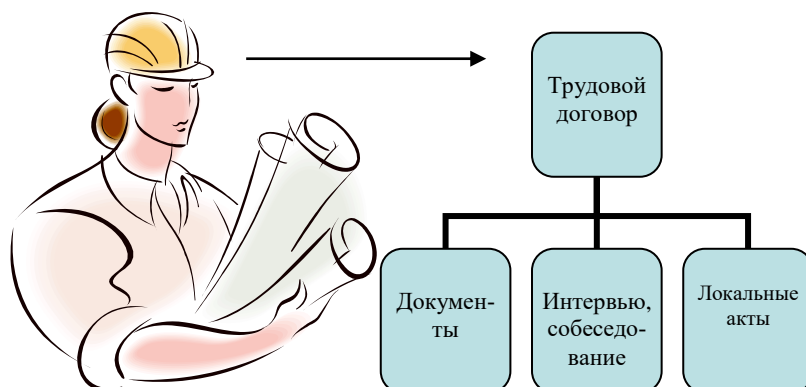 Трудовой
договор
Докумен-
ты
Интервью,
собеседо-
вание
Локальные
акты